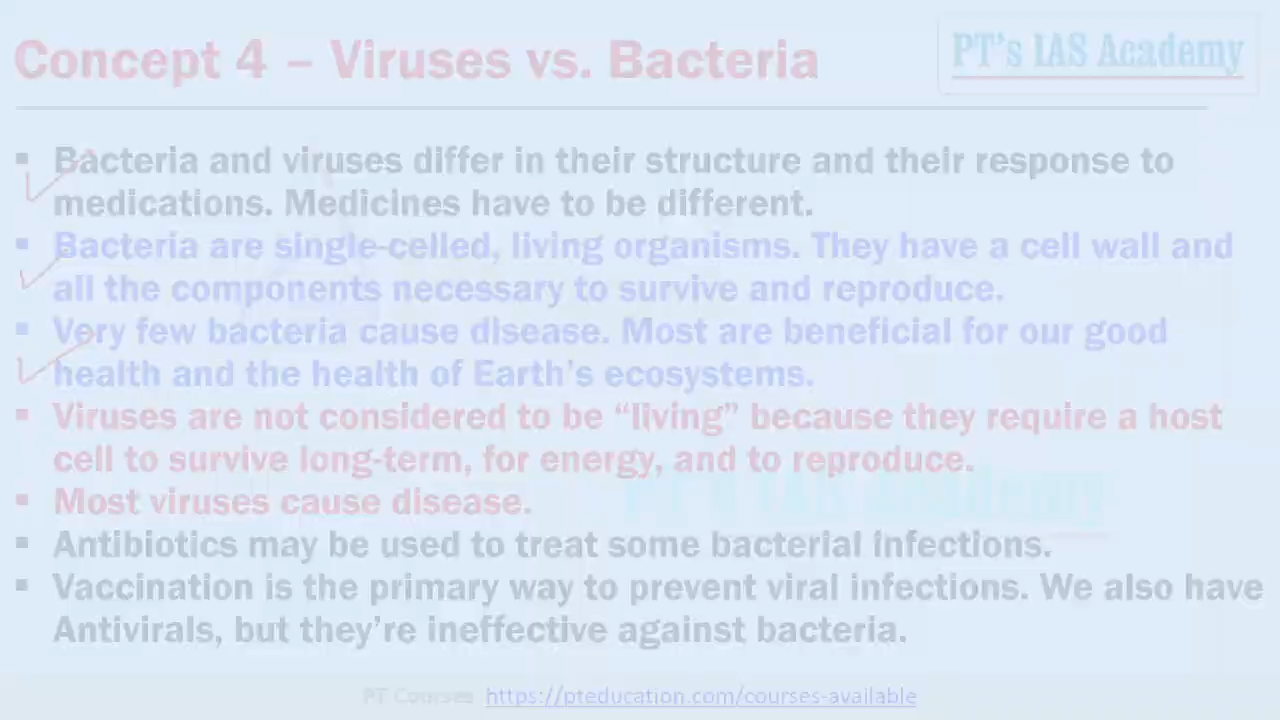 Concept 4 – Viruses vs. Bacteria
PT's IAS Academy
▪ Bacteria and viruses differ in their structure and their response to
medications. Medicines have to be different.
▪ Bacteria are single-celled, living organisms. They have a cell wall and
all the components necessary to survive and reproduce.
▪ Very few bacteria cause disease. Most are beneficial for our good
health and the health of Earth's ecosystems.
▪ Viruses are not considered to be “living” because they require a host
cell to survive long-term, for energy, and to reproduce.
▪ Most viruses cause disease.
PT's IAS Academy
▪ Antibiotics may be used to treat some bacterial infections.
▪ Vaccination is the primary way to prevent viral infections. We also have
Antivirals, but they're ineffective against bacteria.
PT Courses https://pteducation.com/courses-available